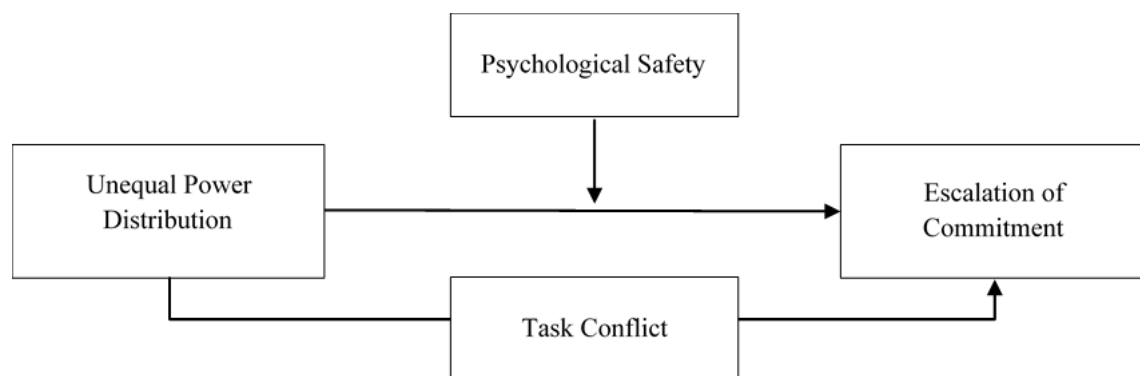 Psychological Safety
Unequal Power
Distribution
Escalation of
Commitment
Task Conflict